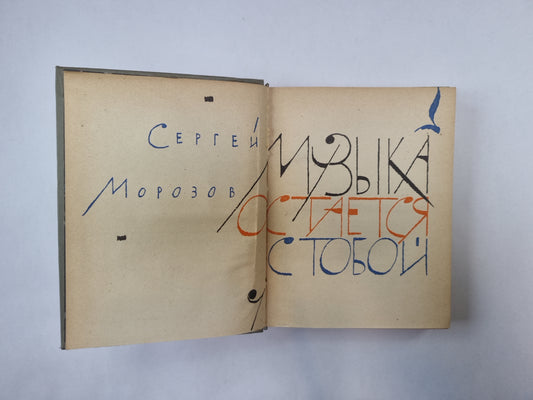 Сергей
Морозов
МУЗЫКА
ОСТАЕТСЯ
С ТОБОЙ